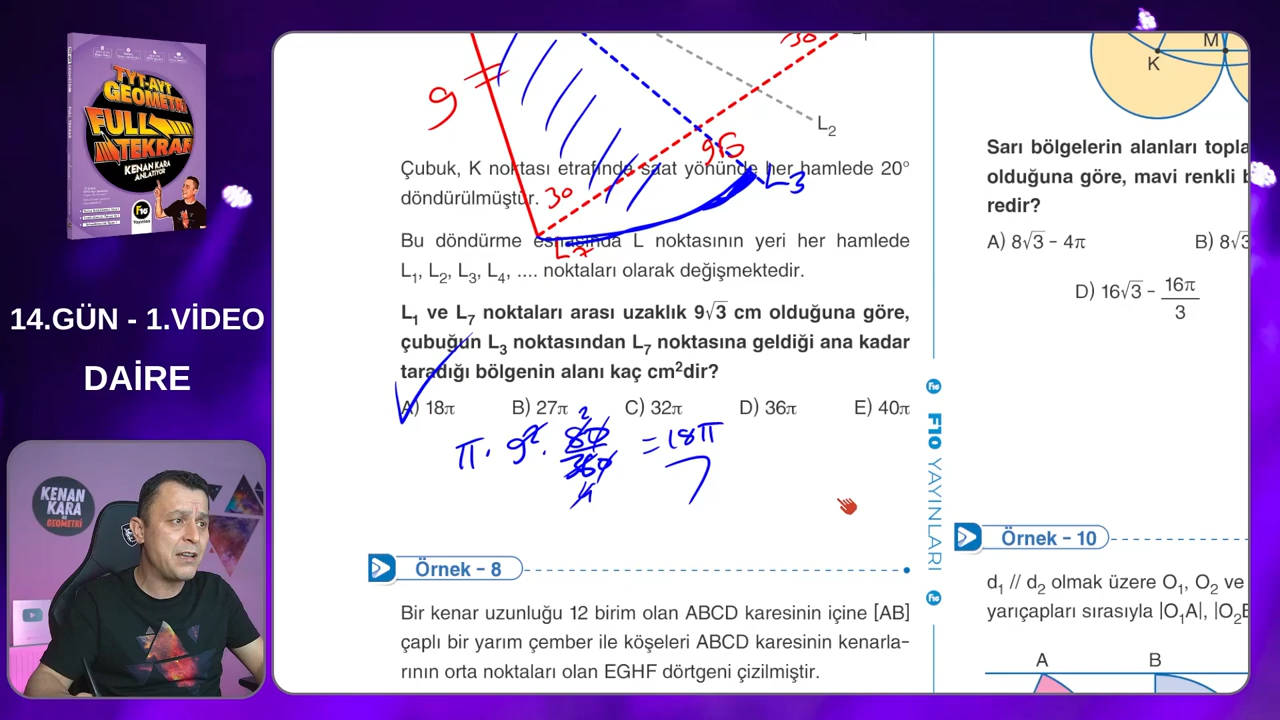 TYT-AYT
GEOMETRİ
FULL
TEKRAR
KENAN KARA
ANLATIYOR
F10
14.GÜN - 1.VİDEO
DAİRE
KENAN
KARA
GEOMETRİ
9
30
L2
9√3
L3
30
L7
Çubuk, K noktası etrafında saat yönünde her hamlede 20°
döndürülmüştür.
Bu döndürme esnasında L noktasının yeri her hamlede
L1, L2, L3, L4, .... noktaları olarak değişmektedir.
L1 ve L7 noktaları arası uzaklık 9√3 cm olduğuna göre,
çubuğun L3 noktasından L7 noktasına geldiği ana kadar
taradığı bölgenin alanı kaç cm²dir?
A) 18π B) 27π C) 32π D) 36π E) 40π
π · 9² · 80/360 = 18π
2
4
Örnek - 8
Bir kenar uzunluğu 12 birim olan ABCD karesinin içine [AB]
çaplı bir yarım çember ile köşeleri ABCD karesinin kenarla-
rının orta noktaları olan EGHF dörtgeni çizilmiştir.
F10 YAYINLARI
K
M
Sarı bölgelerin alanları topla
olduğuna göre, mavi renkli b
redir?
A) 8√3 - 4π B) 8√3
D) 16√3 - 16π/3
Örnek - 10
d1 // d2 olmak üzere O1, O2 ve
yarıçapları sırasıyla |O1A|, |O2B
A B